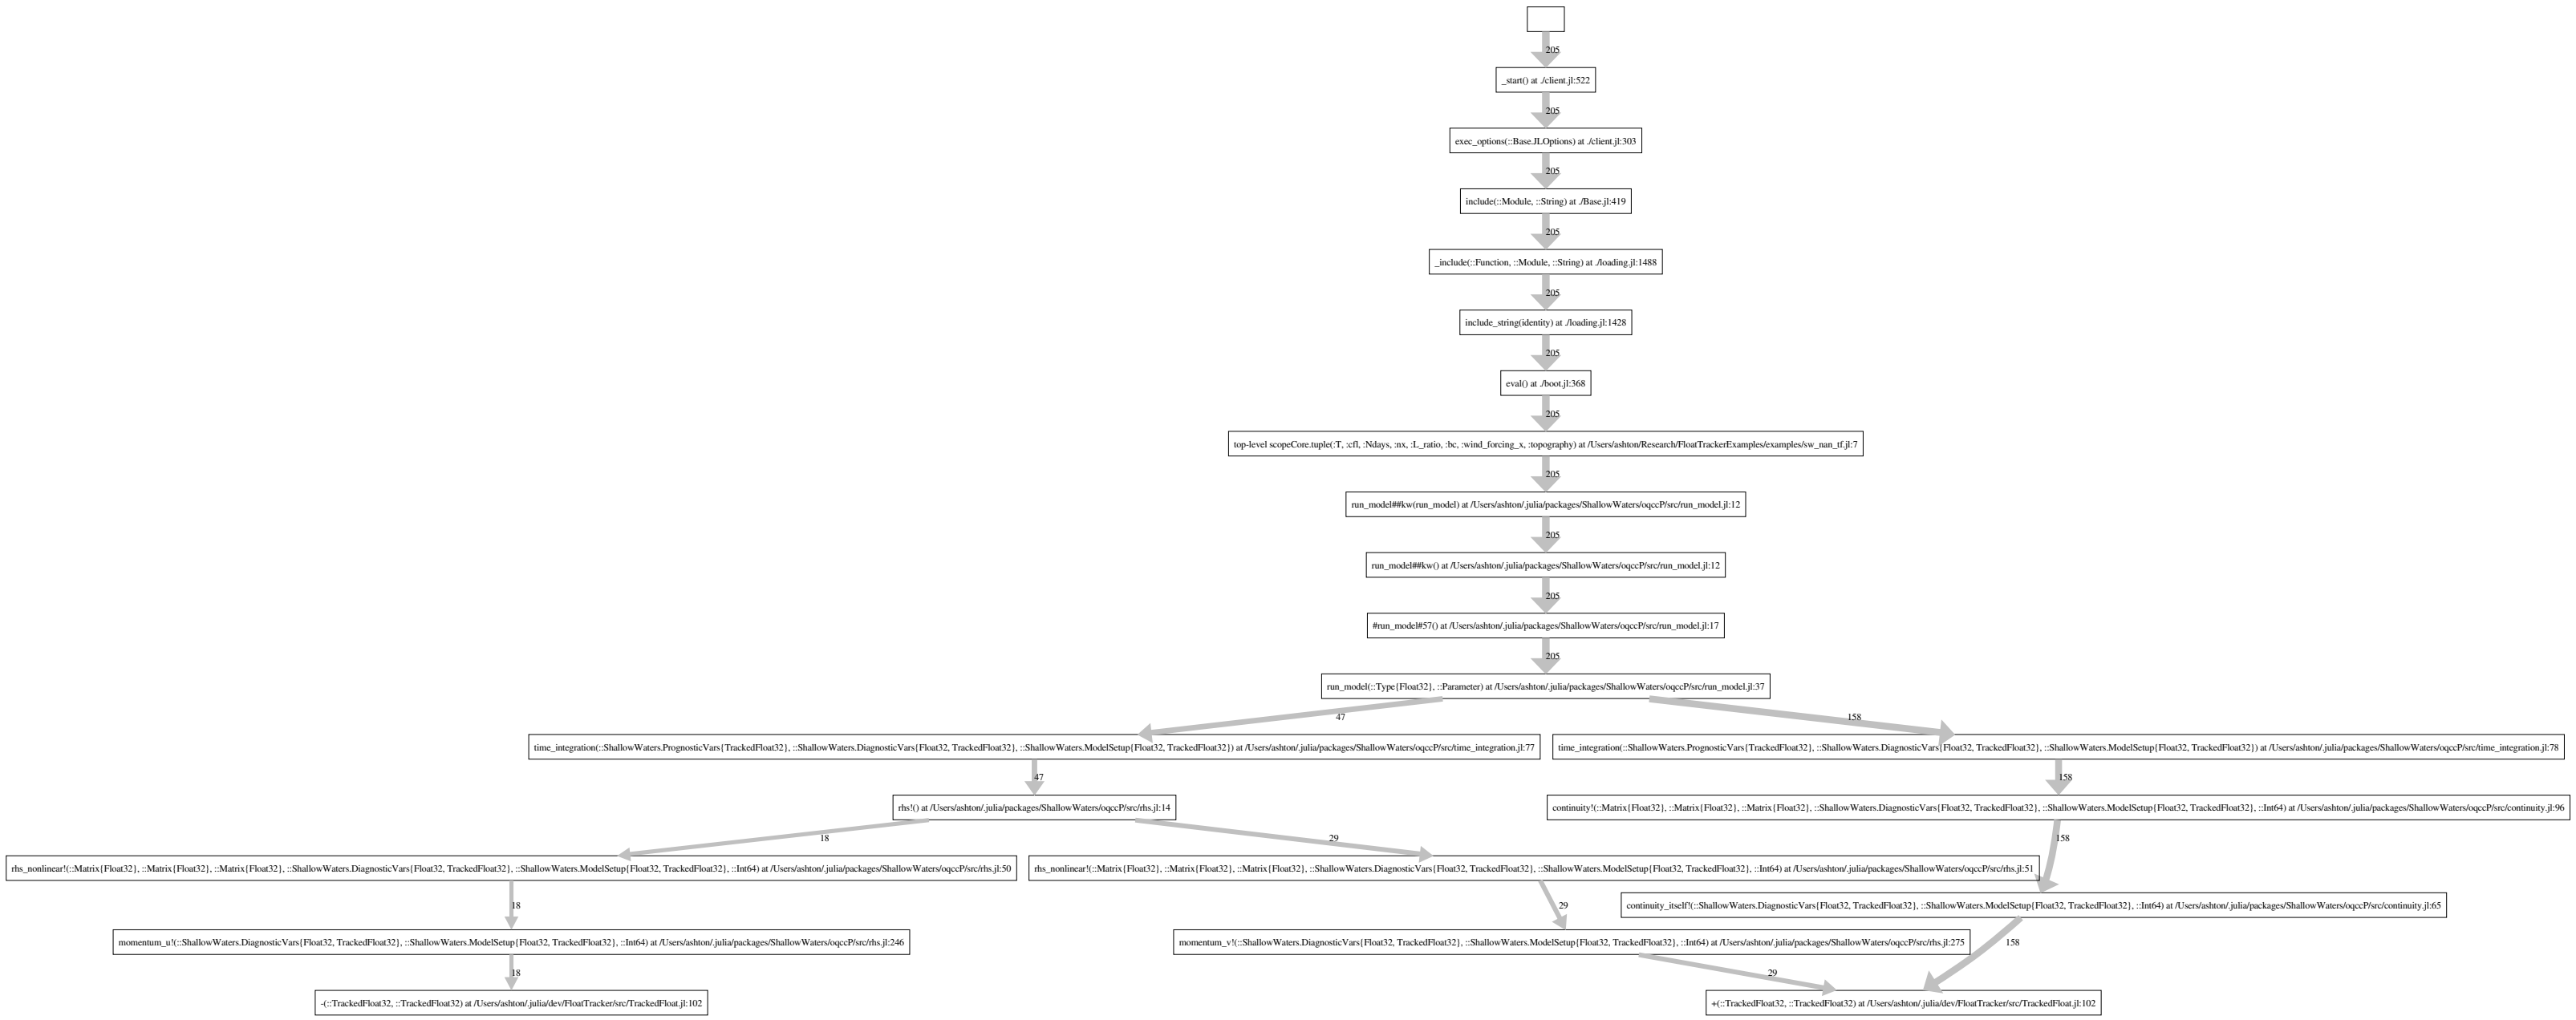 205
_start() at ./client.jl:522
205
exec_options(::Base.JLOptions) at ./client.jl:303
205
include(::Module, ::String) at ./Base.jl:419
205
_include(::Function, ::Module, ::String) at ./loading.jl:1488
205
include_string(identity) at ./loading.jl:1428
205
eval() at ./boot.jl:368
205
top-level scopeCore.tuple(:T, :cfl, :Ndays, :nx, :L_ratio, :bc, :wind_forcing_x, :topography) at /Users/ashton/Research/FloatTrackerExamples/examples/sw_nan_tf.jl:7
205
run_model##kw(run_model) at /Users/ashton/.julia/packages/ShallowWaters/oqccP/src/run_model.jl:12
205
run_model##kw() at /Users/ashton/.julia/packages/ShallowWaters/oqccP/src/run_model.jl:12
205
#run_model#57() at /Users/ashton/.julia/packages/ShallowWaters/oqccP/src/run_model.jl:17
205
run_model(::Type{Float32}, ::Parameter) at /Users/ashton/.julia/packages/ShallowWaters/oqccP/src/run_model.jl:37
47
158
time_integration(::ShallowWaters.PrognosticVars{TrackedFloat32}, ::ShallowWaters.DiagnosticVars{Float32, TrackedFloat32}, ::ShallowWaters.ModelSetup{Float32, TrackedFloat32}) at /Users/ashton/.julia/packages/ShallowWaters/oqccP/src/time_integration.jl:77
time_integration(::ShallowWaters.PrognosticVars{TrackedFloat32}, ::ShallowWaters.DiagnosticVars{Float32, TrackedFloat32}, ::ShallowWaters.ModelSetup{Float32, TrackedFloat32}) at /Users/ashton/.julia/packages/ShallowWaters/oqccP/src/time_integration.jl:78
47
158
rhs!() at /Users/ashton/.julia/packages/ShallowWaters/oqccP/src/rhs.jl:14
continuity!(::Matrix{Float32}, ::Matrix{Float32}, ::Matrix{Float32}, ::ShallowWaters.DiagnosticVars{Float32, TrackedFloat32}, ::ShallowWaters.ModelSetup{Float32, TrackedFloat32}, ::Int64) at /Users/ashton/.julia/packages/ShallowWaters/oqccP/src/continuity.jl:96
18
29
158
rhs_nonlinear!(::Matrix{Float32}, ::Matrix{Float32}, ::Matrix{Float32}, ::ShallowWaters.DiagnosticVars{Float32, TrackedFloat32}, ::ShallowWaters.ModelSetup{Float32, TrackedFloat32}, ::Int64) at /Users/ashton/.julia/packages/ShallowWaters/oqccP/src/rhs.jl:50
rhs_nonlinear!(::Matrix{Float32}, ::Matrix{Float32}, ::Matrix{Float32}, ::ShallowWaters.DiagnosticVars{Float32, TrackedFloat32}, ::ShallowWaters.ModelSetup{Float32, TrackedFloat32}, ::Int64) at /Users/ashton/.julia/packages/ShallowWaters/oqccP/src/rhs.jl:51
18
29
continuity_itself!(::ShallowWaters.DiagnosticVars{Float32, TrackedFloat32}, ::ShallowWaters.ModelSetup{Float32, TrackedFloat32}, ::Int64) at /Users/ashton/.julia/packages/ShallowWaters/oqccP/src/continuity.jl:65
momentum_u!(::ShallowWaters.DiagnosticVars{Float32, TrackedFloat32}, ::ShallowWaters.ModelSetup{Float32, TrackedFloat32}, ::Int64) at /Users/ashton/.julia/packages/ShallowWaters/oqccP/src/rhs.jl:246
momentum_v!(::ShallowWaters.DiagnosticVars{Float32, TrackedFloat32}, ::ShallowWaters.ModelSetup{Float32, TrackedFloat32}, ::Int64) at /Users/ashton/.julia/packages/ShallowWaters/oqccP/src/rhs.jl:275
158
18
29
-(::TrackedFloat32, ::TrackedFloat32) at /Users/ashton/.julia/dev/FloatTracker/src/TrackedFloat.jl:102
+(::TrackedFloat32, ::TrackedFloat32) at /Users/ashton/.julia/dev/FloatTracker/src/TrackedFloat.jl:102